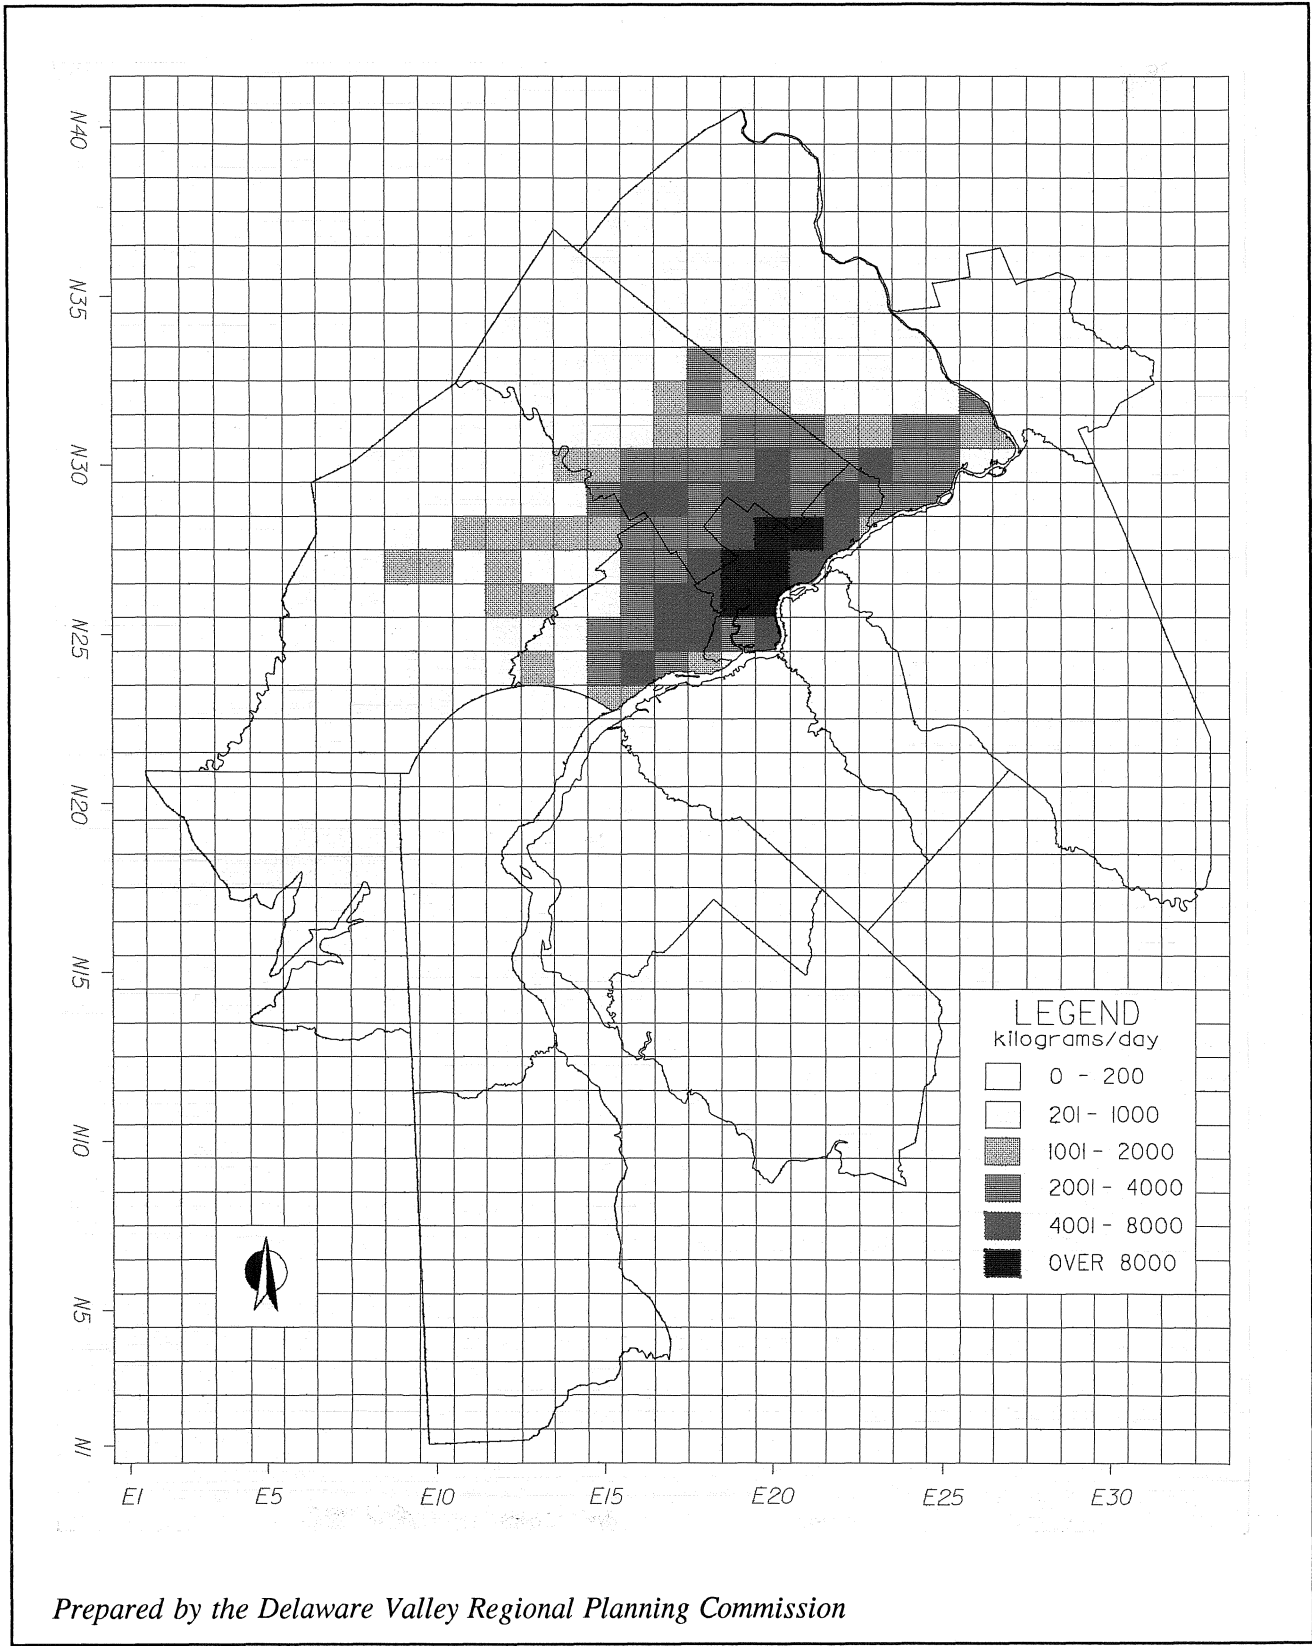 N40
N35
N30
N25
N20
N15
N10
N5
N1
LEGEND
kilograms/day
0 - 200
201 - 1000
1001 - 2000
2001 - 4000
4001 - 8000
OVER 8000
E1 E5 E10 E15 E20 E25 E30
Prepared by the Delaware Valley Regional Planning Commission